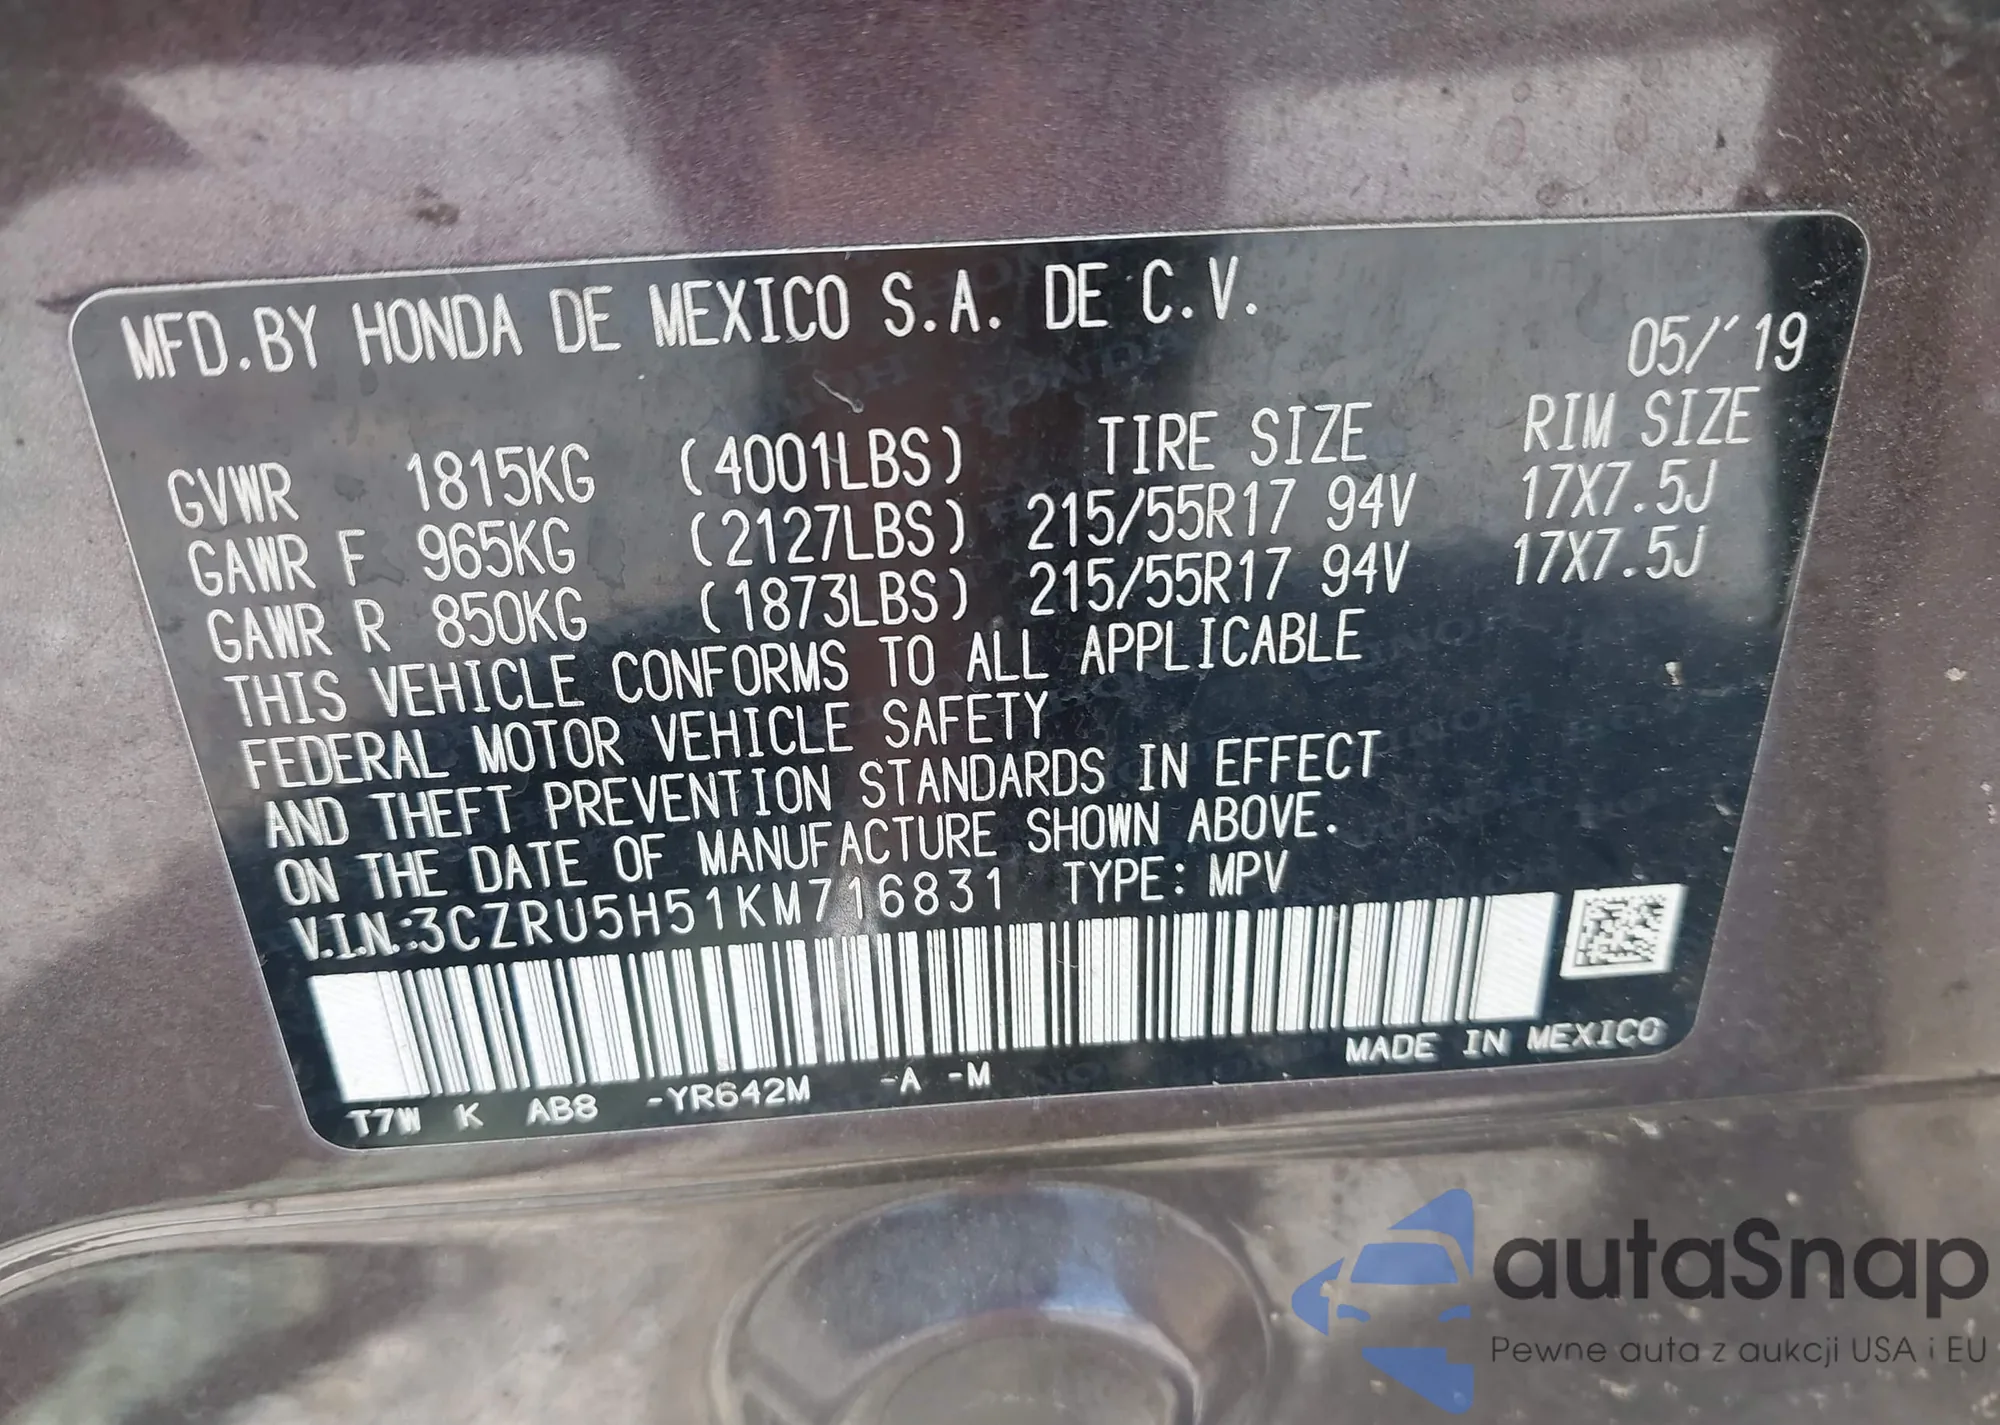 MFD.BY HONDA DE MEXICO S.A. DE C.V.
05/'19
TIRE SIZE RIM SIZE
GVWR 1815KG (4001LBS)
GAWR F 965KG (2127LBS) 215/55R17 94V 17X7.5J
GAWR R 850KG (1873LBS) 215/55R17 94V 17X7.5J
THIS VEHICLE CONFORMS TO ALL APPLICABLE
FEDERAL MOTOR VEHICLE SAFETY
AND THEFT PREVENTION STANDARDS IN EFFECT
ON THE DATE OF MANUFACTURE SHOWN ABOVE.
V.I.N.:3CZRU5H51KM716831 TYPE: MPV
MADE IN MEXICO
T7W K AB8 -YR642M -A -M
autaSnap
Pewne auta z aukcji USA i EU